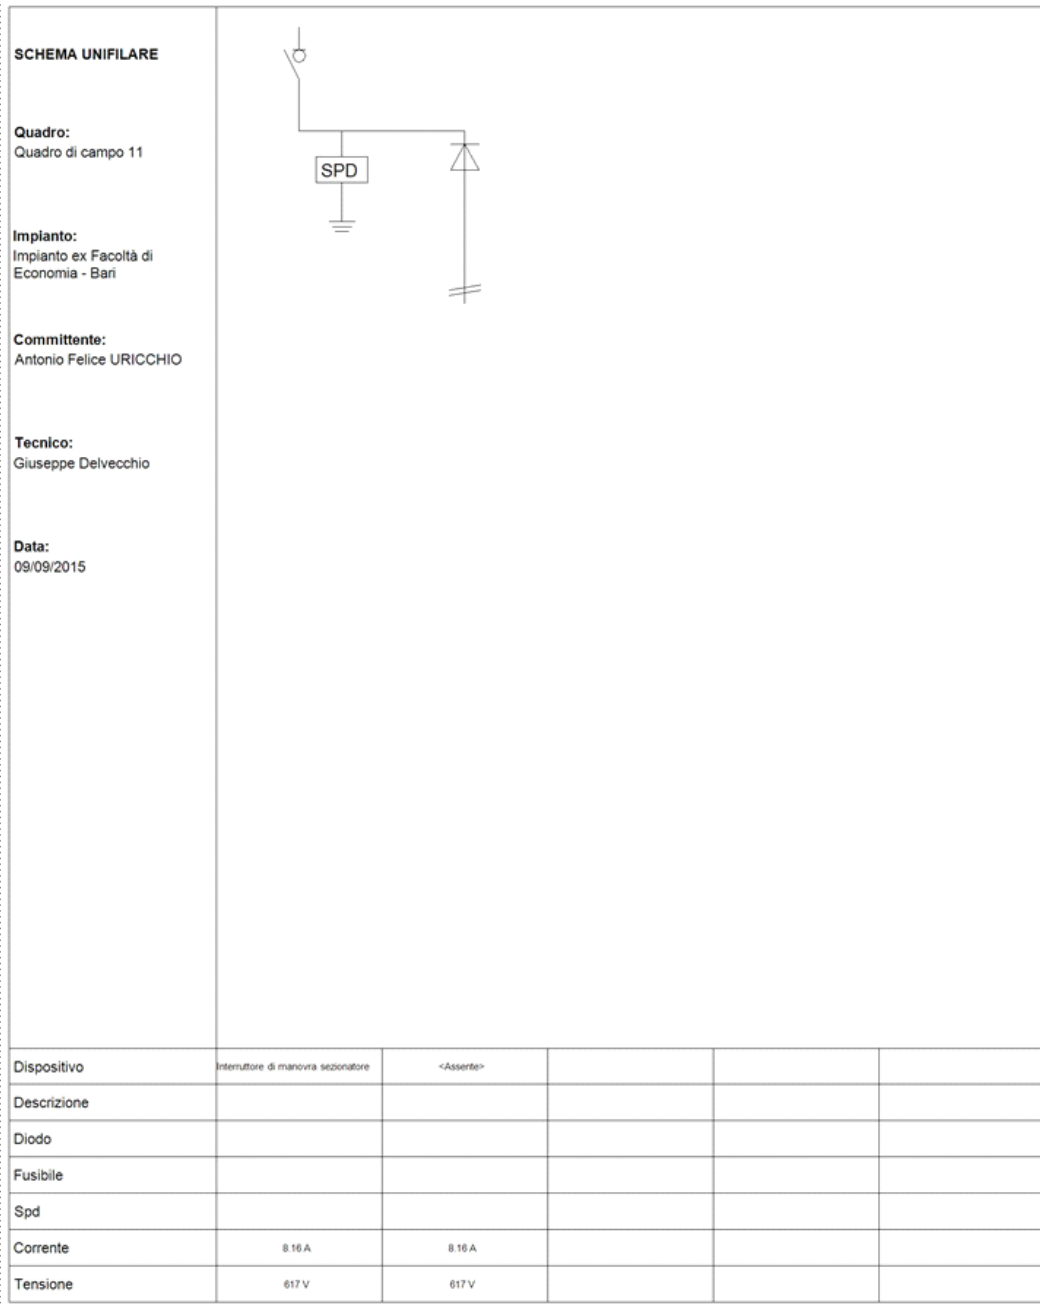 SCHEMA UNIFILARE
Quadro:
Quadro di campo 11
Impianto:
Impianto ex Facoltà di
Economia - Bari
Committente:
Antonio Felice URICCHIO
Tecnico:
Giuseppe Delvecchio
Data:
09/09/2015
SPD
Dispositivo Interruttore di manovra sezionatore <Assente>
Descrizione
Diodo
Fusibile
Spd
Corrente 8.16 A 8.16 A
Tensione 617 V 617 V